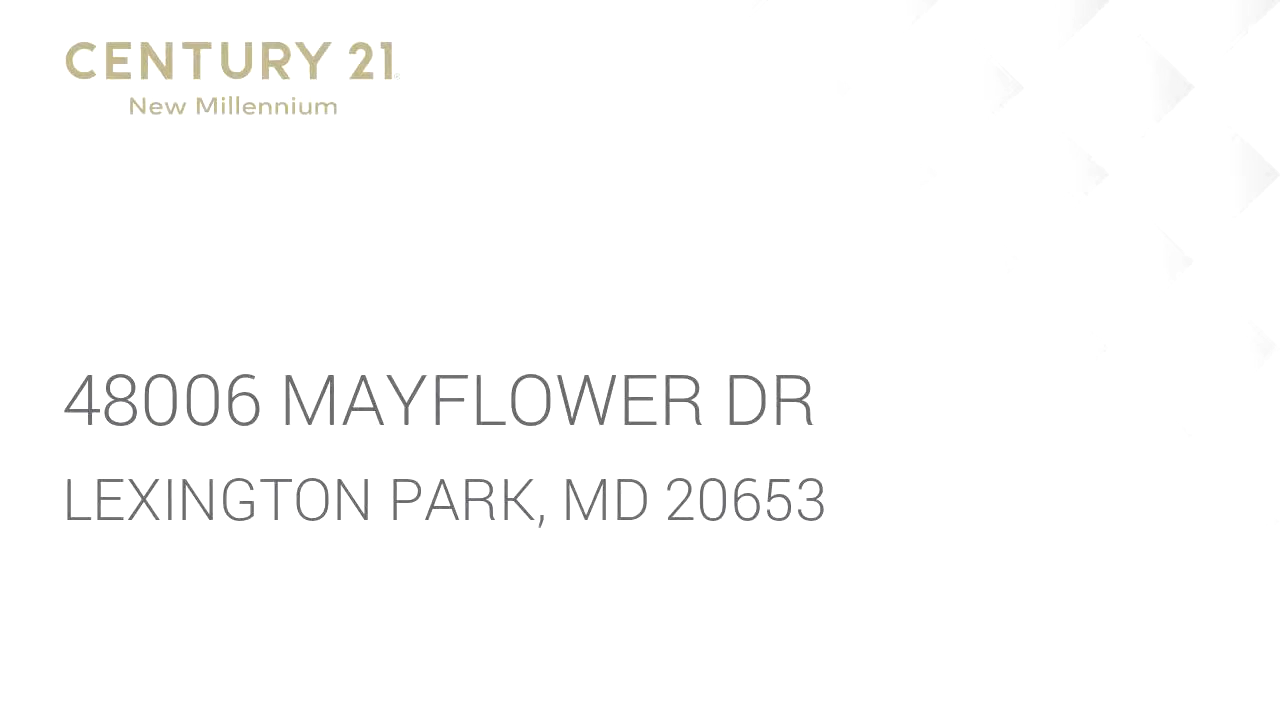 CENTURY 21
New Millennium
48006 MAYFLOWER DR
LEXINGTON PARK, MD 20653